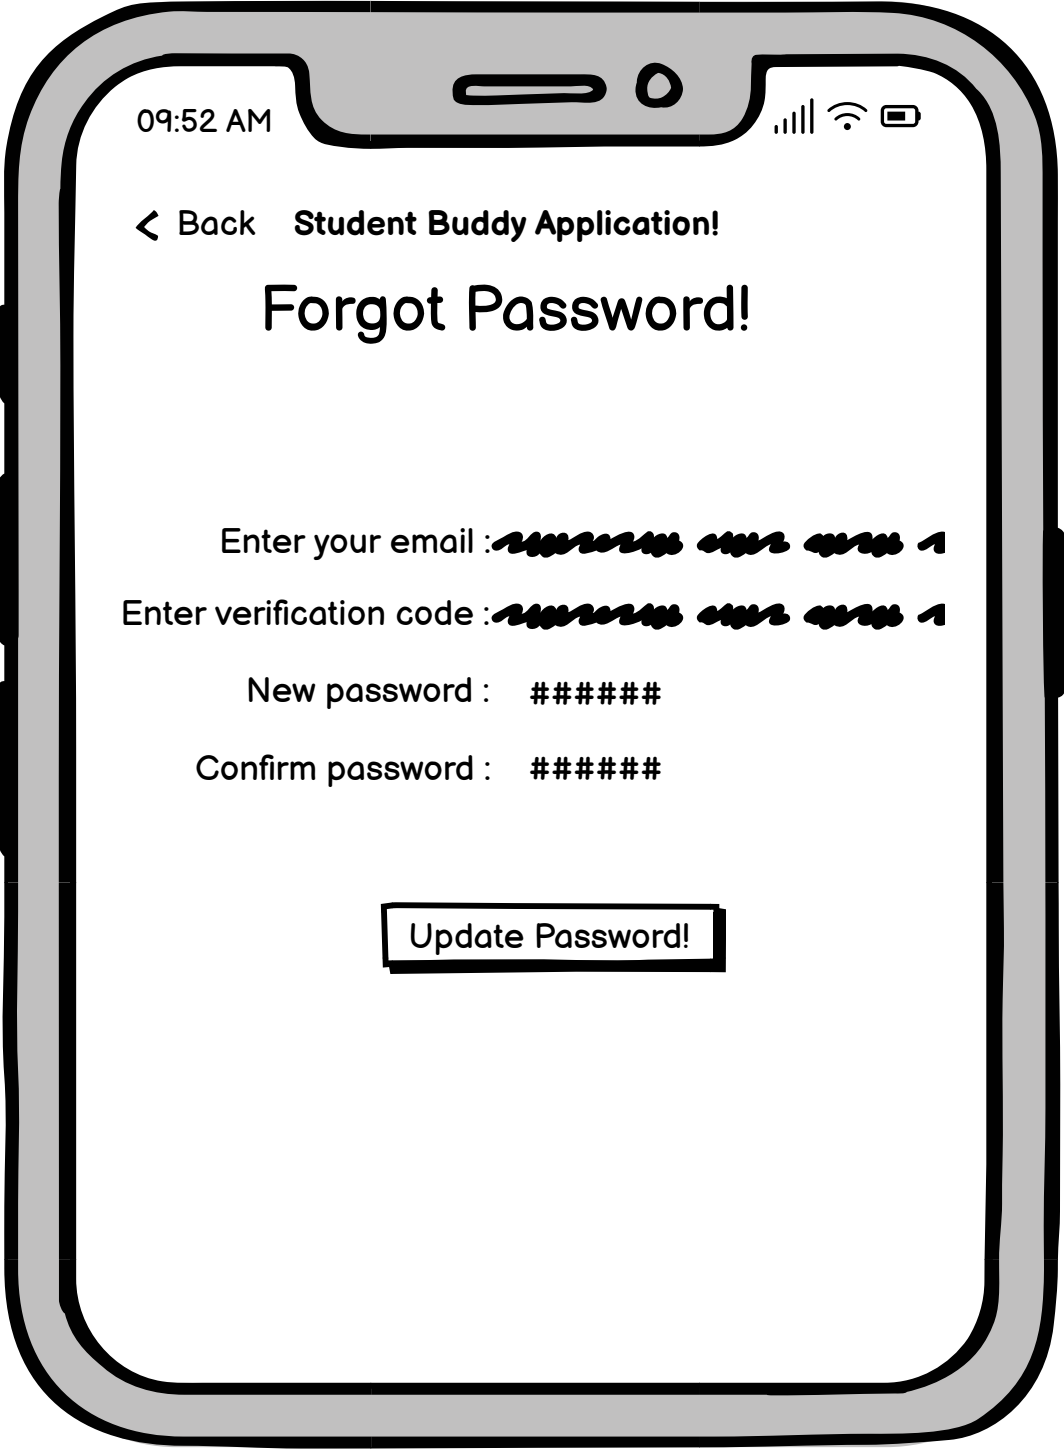 09:52 AM
Back Student Buddy Application!
Forgot Password!
Enter your email :
Enter verification code :
New password : ######
Confirm password : ######
Update Password!